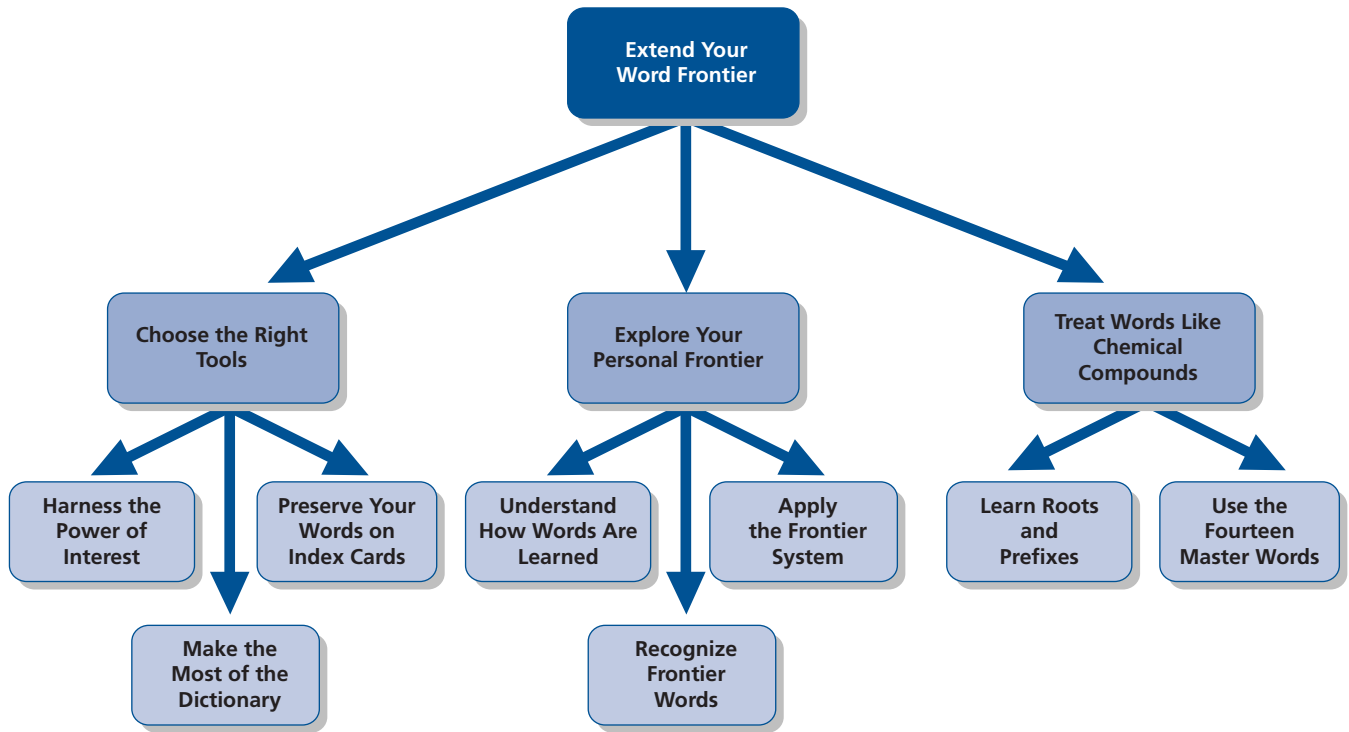 Extend Your
Word Frontier
Choose the Right
Tools
Explore Your
Personal Frontier
Treat Words Like
Chemical
Compounds
Harness the
Power of
Interest
Preserve Your
Words on
Index Cards
Understand
How Words Are
Learned
Apply
the Frontier
System
Learn Roots
and
Prefixes
Use the
Fourteen
Master Words
Make the
Most of the
Dictionary
Recognize
Frontier
Words